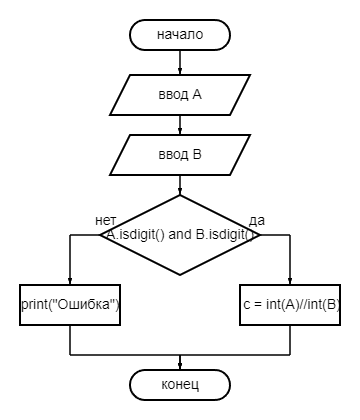 начало
ввод A
ввод B
нет
да
A.isdigit() and B.isdigit()
print("Ошибка")
c = int(A)//int(B)
конец